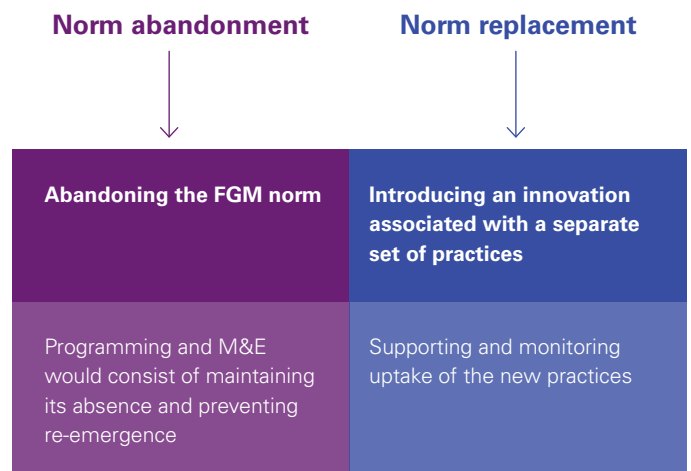 Norm abandonment
Norm replacement
Abandoning the FGM norm
Introducing an innovation
associated with a separate
set of practices
Programming and M&E
would consist of maintaining
its absence and preventing
re-emergence
Supporting and monitoring
uptake of the new practices